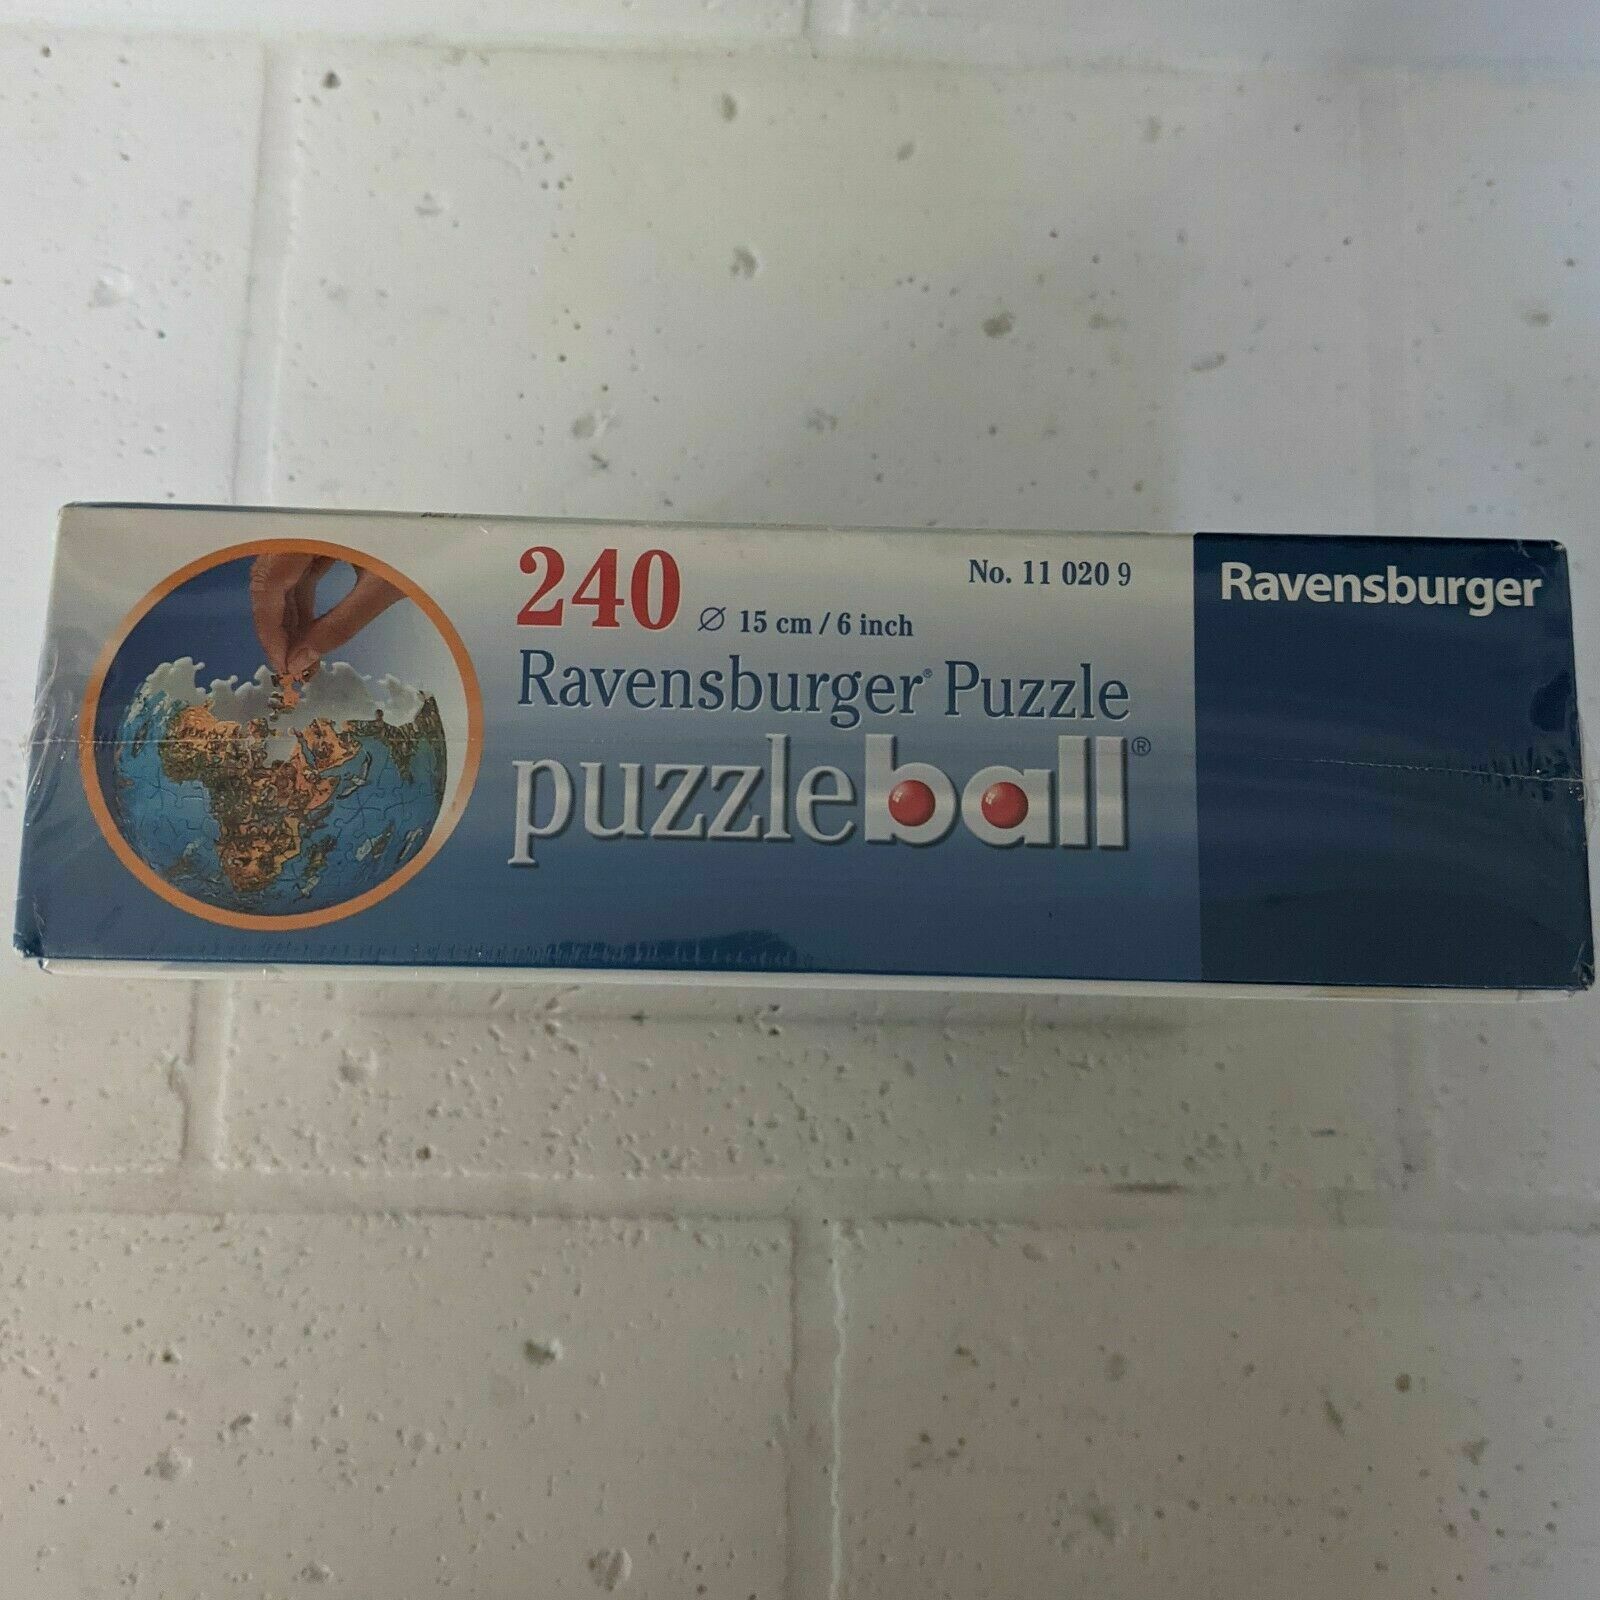 240
⌀ 15 cm / 6 inch
No. 11 020 9
Ravensburger® Puzzle
puzzleball®
Ravensburger